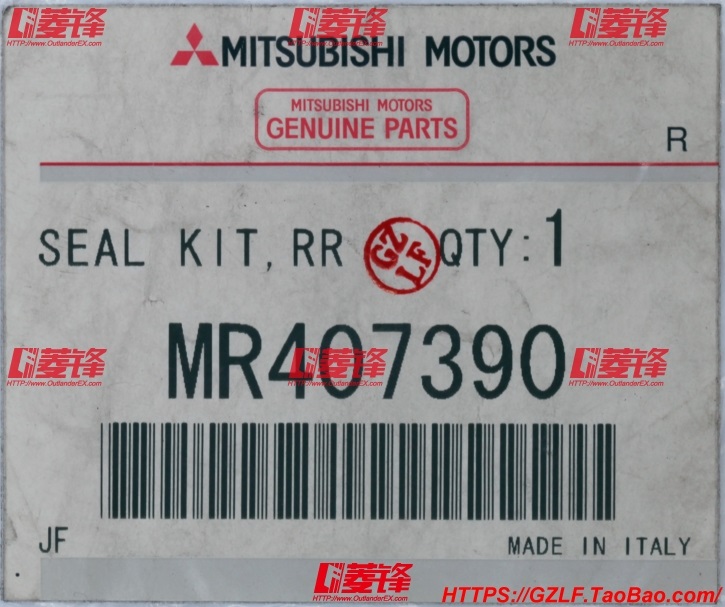 菱锋 菱锋 菱锋
HTTP://www.OutlanderEX.com HTTP://www.OutlanderEX.com HTTP://www.OutlanderEX.com
MITSUBISHI MOTORS
MITSUBISHI MOTORS
GENUINE PARTS
R
SEAL KIT, RR GZ LF QTY: 1
菱锋 菱锋 菱锋
MR407390
HTTP://www.OutlanderEX.com HTTP://www.OutlanderEX.com HTTP://www.OutlanderEX.com
JF MADE IN ITALY
菱锋
HTTP://www.OutlanderEX.com
HTTPS://GZLF.TaoBao.com/